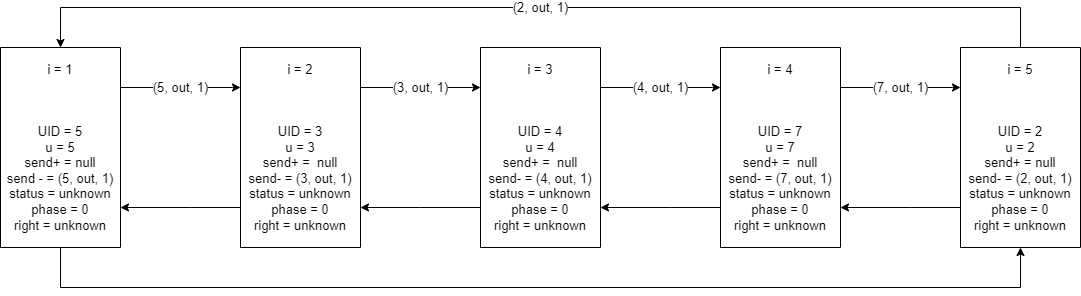 (2, out, 1)
i = 1
i = 2
i = 3
i = 4
i = 5
(5, out, 1)
(3, out, 1)
(4, out, 1)
(7, out, 1)
UID = 5
u = 5
send+ = null
send - = (5, out, 1)
status = unknown
phase = 0
right = unknown
UID = 3
u = 3
send+ = null
send- = (3, out, 1)
status = unknown
phase = 0
right = unknown
UID = 4
u = 4
send+ = null
send- = (4, out, 1)
status = unknown
phase = 0
right = unknown
UID = 7
u = 7
send+ = null
send- = (7, out, 1)
status = unknown
phase = 0
right = unknown
UID = 2
u = 2
send+ = null
send- = (2, out, 1)
status = unknown
phase = 0
right = unknown